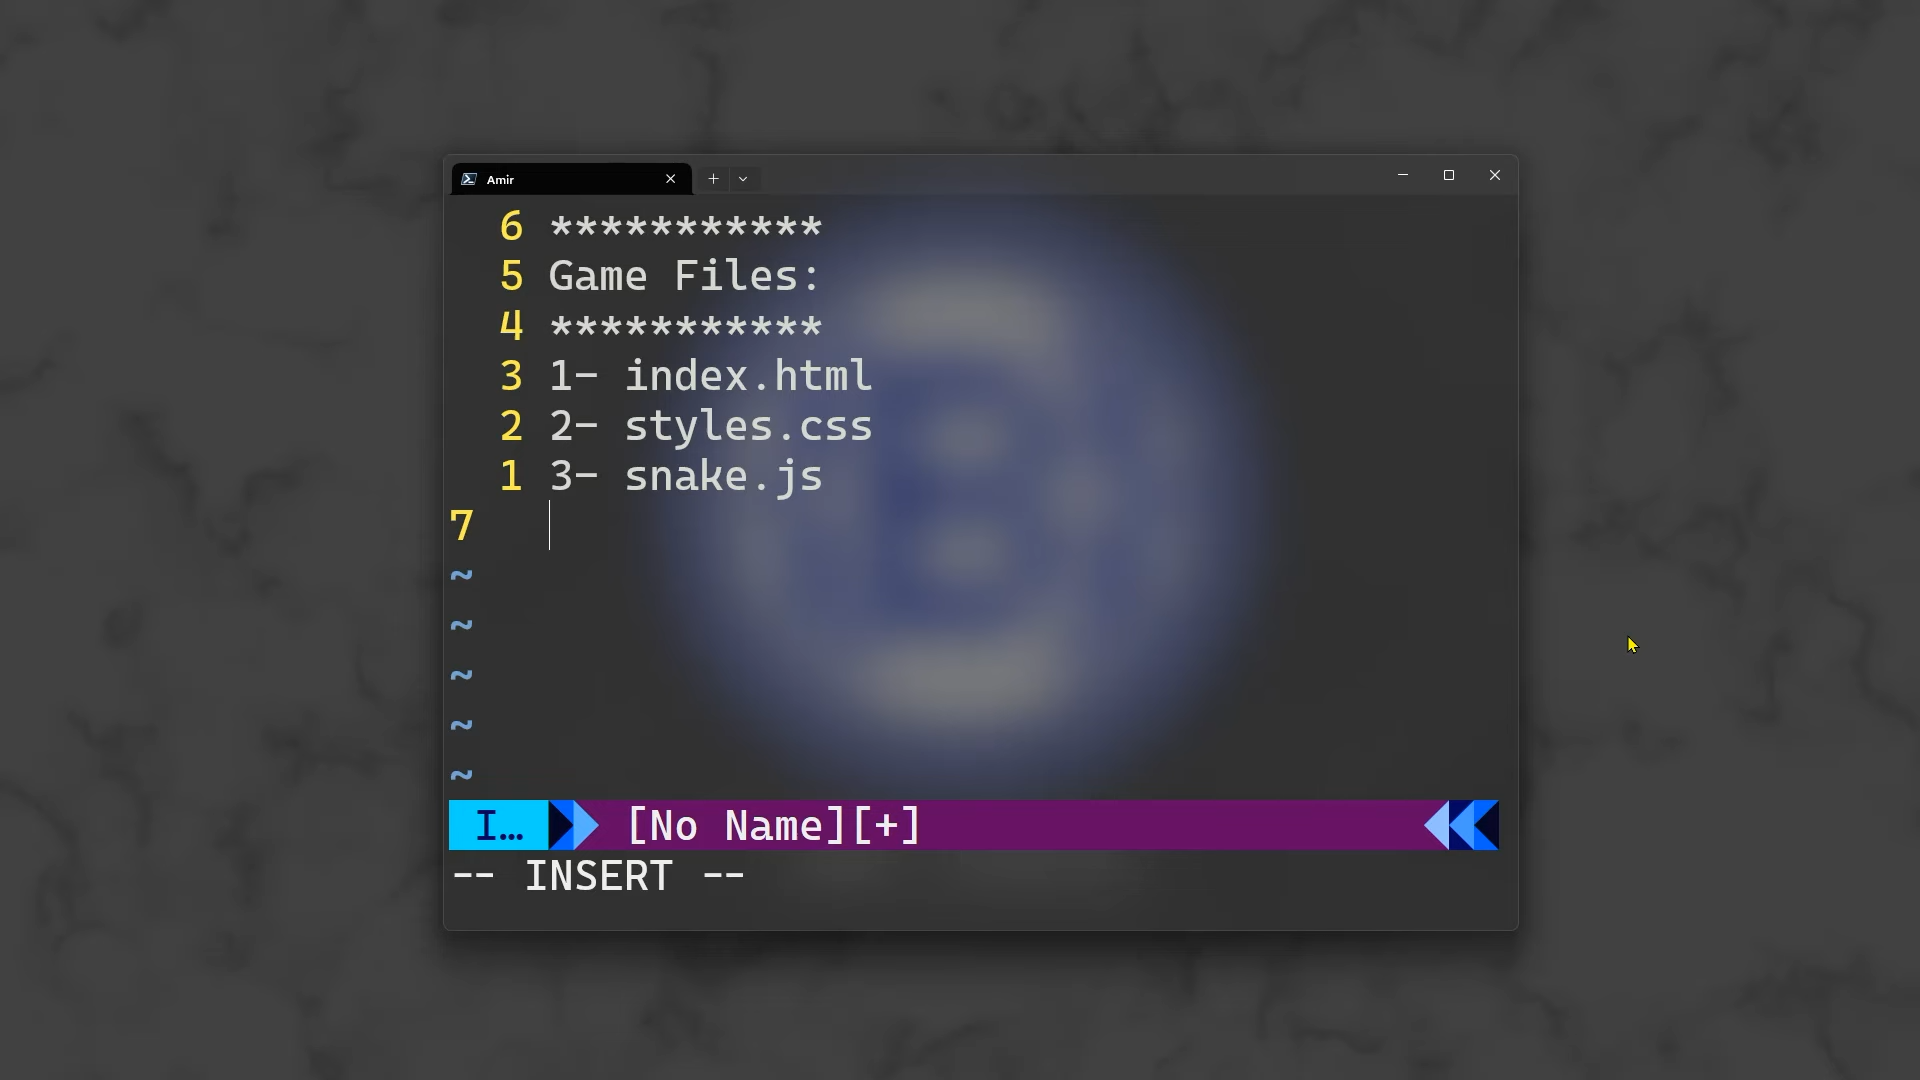 Amir
6 ***********
5 Game Files:
4 ***********
3 1- index.html
2 2- styles.css
1 3- snake.js
7
~
~
~
~
~
I… [No Name][+]
-- INSERT --